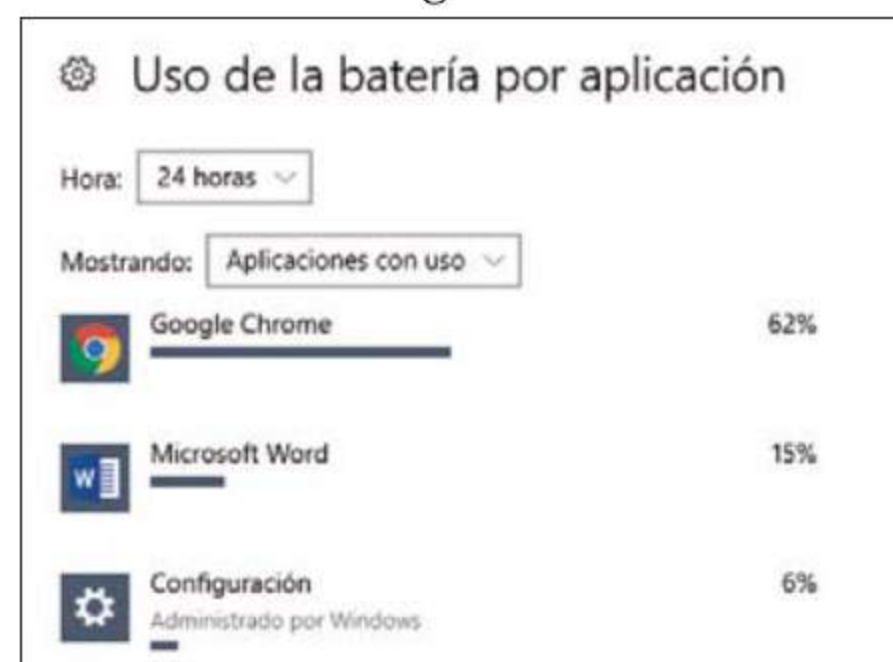 Uso de la batería por aplicación
Hora: 24 horas
Mostrando: Aplicaciones con uso
Google Chrome 62%
W Microsoft Word 15%
Configuración 6%
Administrado por Windows